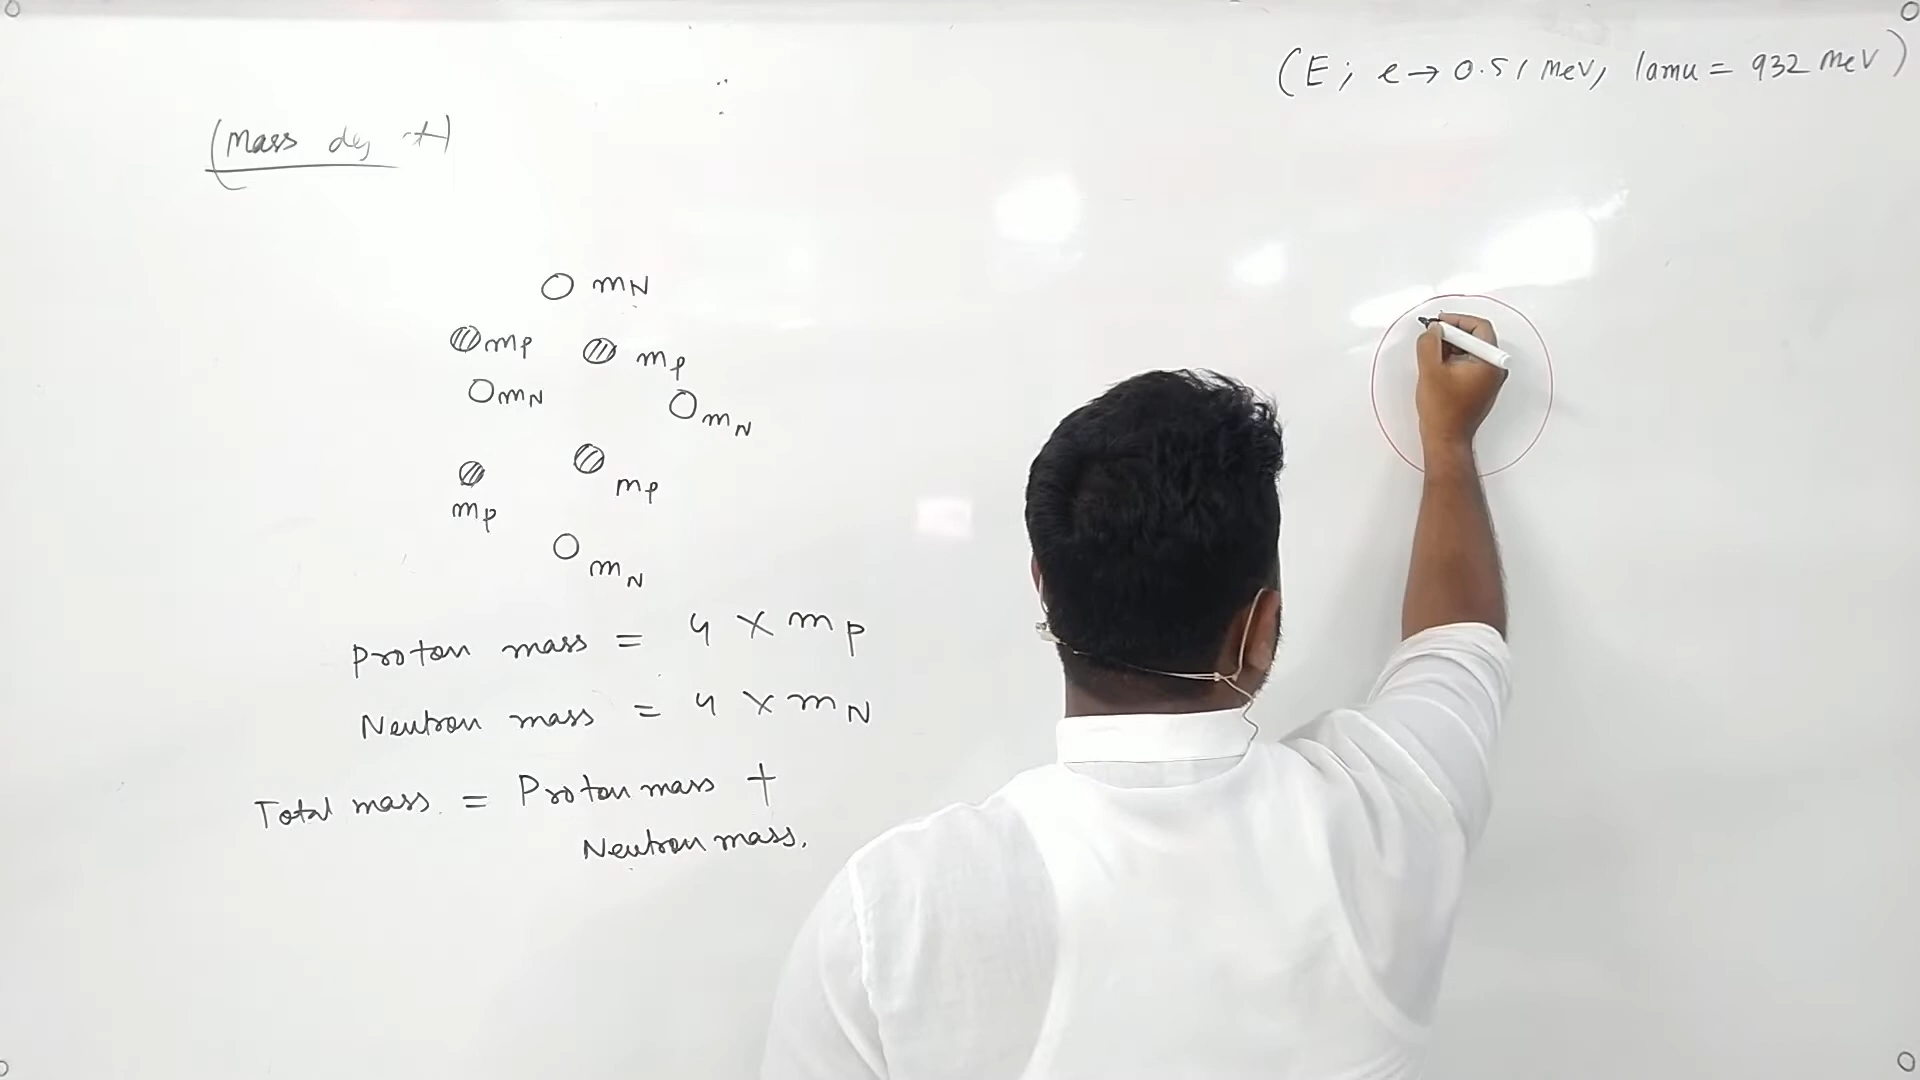 (E; e→ 0.51 MeV, 1amu = 932 MeV)
(Mass
mN
mp
mp
mN
mN
mp
mp
mN
Proton mass = 4 × mp
Neutron mass = 4 × mN
Total mass = Proton mass +
Neutron mass.